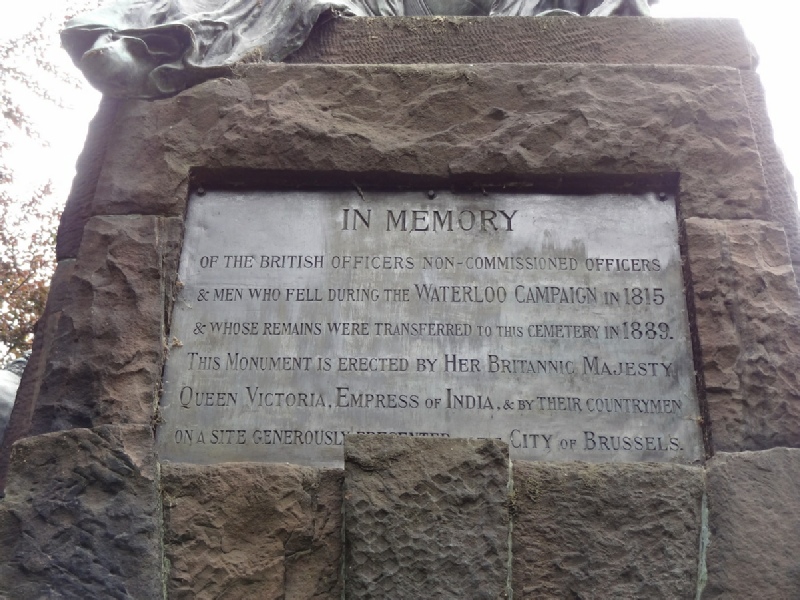 IN MEMORY
OF THE BRITISH OFFICERS NON-COMMISSIONED OFFICERS
& MEN WHO FELL DURING THE WATERLOO CAMPAIGN IN 1815
& WHOSE REMAINS WERE TRANSFERRED TO THIS CEMETERY IN 1889.
THIS MONUMENT IS ERECTED BY HER BRITANNIC MAJESTY
QUEEN VICTORIA, EMPRESS OF INDIA, & BY THEIR COUNTRYMEN
ON A SITE GENEROUSLY PRESENTED CITY OF BRUSSELS.